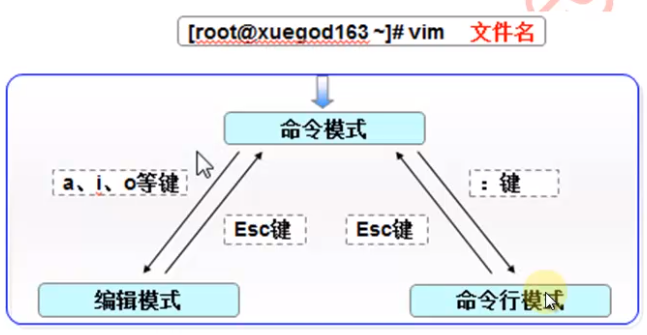 [root@xuegod163 ~]# vim 文件名
命令模式
a、i、o等键
：键
Esc键
Esc键
编辑模式
命令行模式